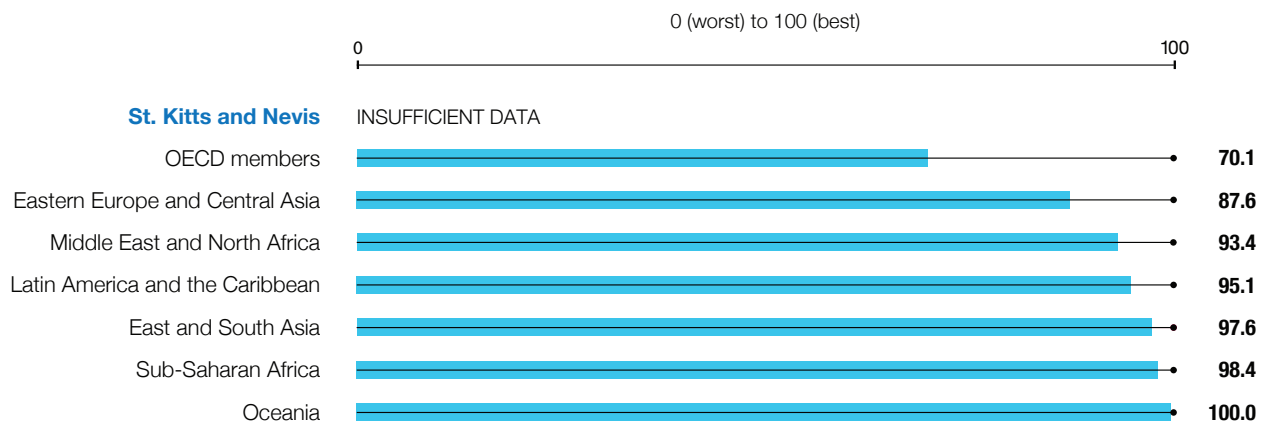 0 (worst) to 100 (best)
0 100
St. Kitts and Nevis INSUFFICIENT DATA
OECD members 70.1
Eastern Europe and Central Asia 87.6
Middle East and North Africa 93.4
Latin America and the Caribbean 95.1
East and South Asia 97.6
Sub-Saharan Africa 98.4
Oceania 100.0